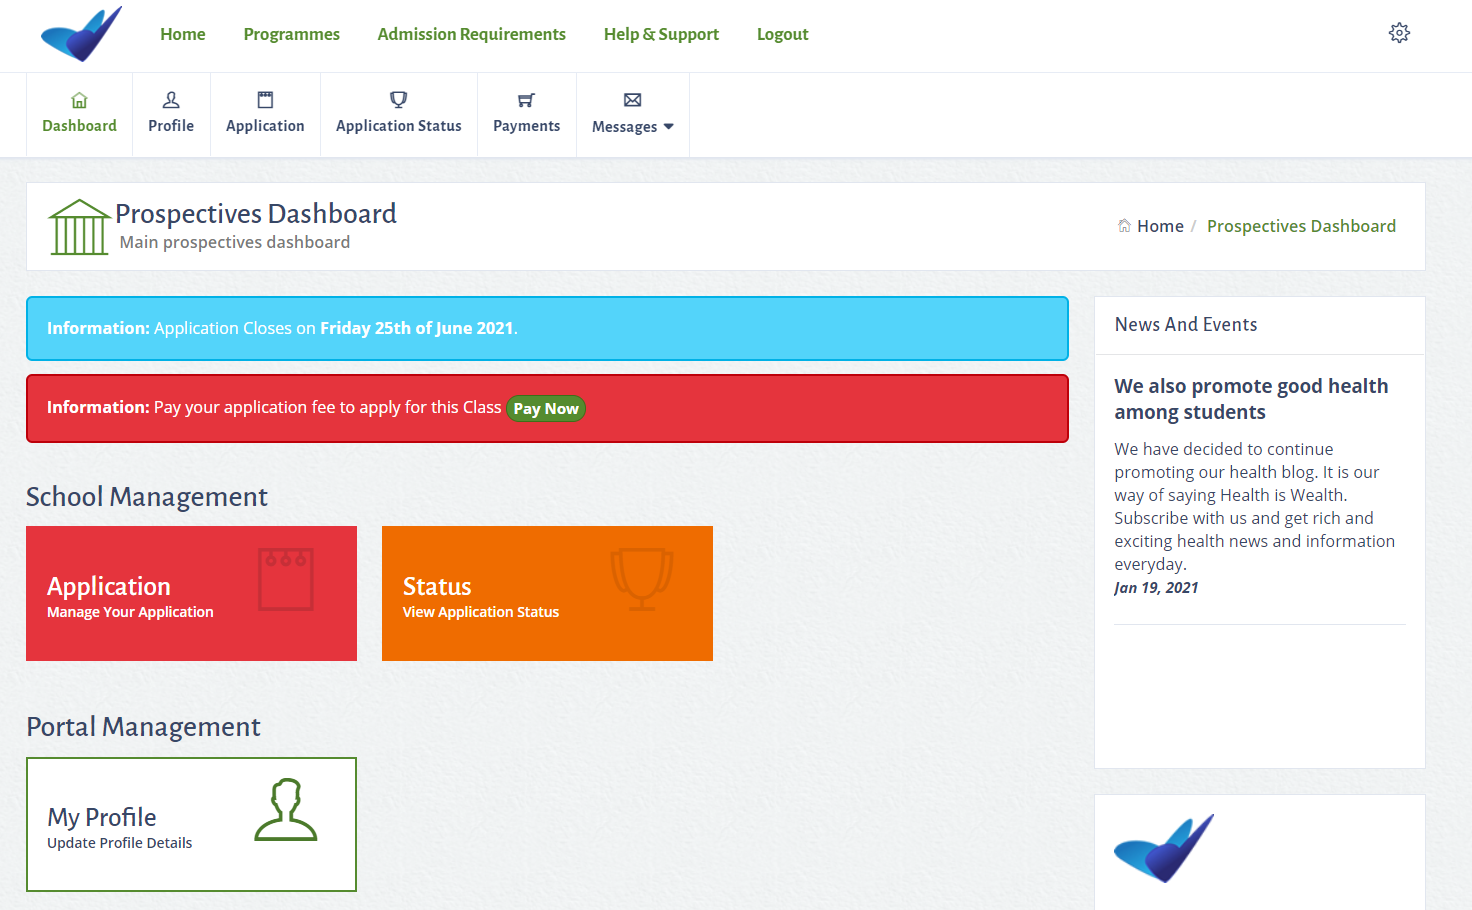 Home Programmes Admission Requirements Help & Support Logout
Dashboard Profile Application Application Status Payments Messages
Prospectives Dashboard
Main prospectives dashboard
Home / Prospectives Dashboard
Information: Application Closes on Friday 25th of June 2021.
Information: Pay your application fee to apply for this Class Pay Now
School Management
Application
Manage Your Application
Status
View Application Status
Portal Management
My Profile
Update Profile Details
News And Events
We also promote good health
among students
We have decided to continue
promoting our health blog. It is our
way of saying Health is Wealth.
Subscribe with us and get rich and
exciting health news and information
everyday.
Jan 19, 2021